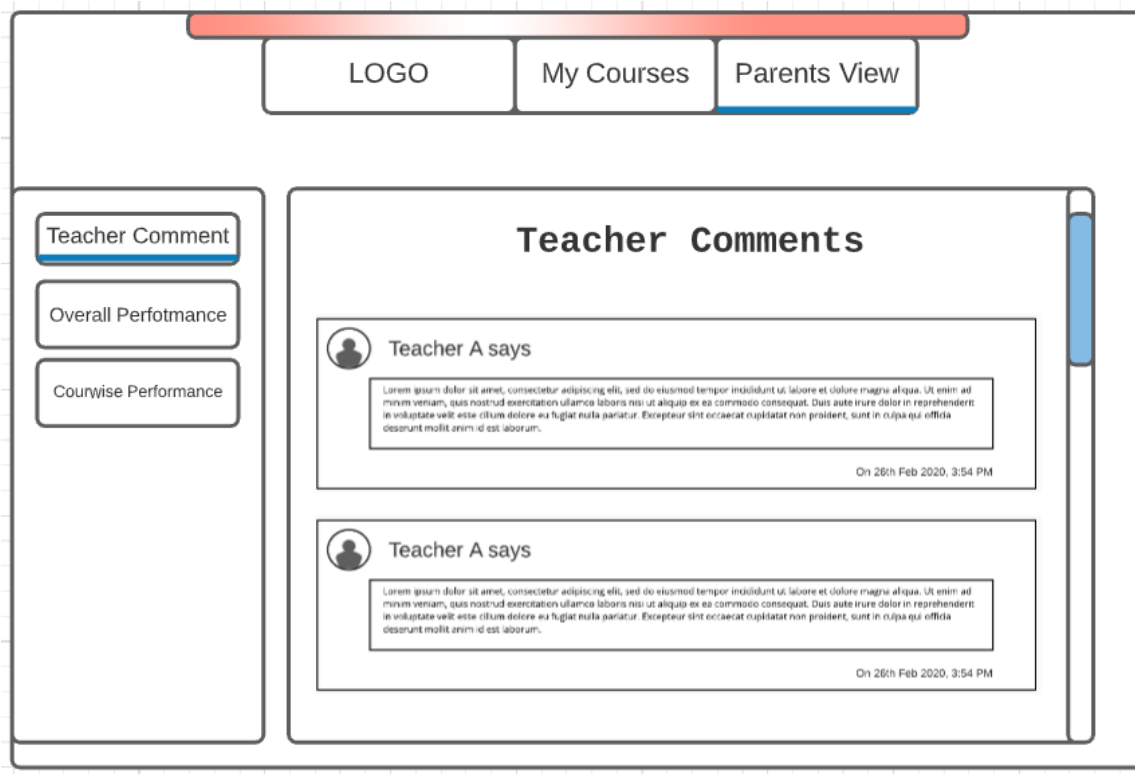 LOGO
My Courses
Parents View
Teacher Comment
Overall Perfotmance
Courwise Performance
Teacher Comments
Teacher A says
Lorem ipsum dolor sit amet, consectetur adipiscing elit, sed do eiusmod tempor incididunt ut labore et dolore magna aliqua. Ut enim ad
minim veniam, quis nostrud exercitation ullamco laboris nisi ut aliquip ex ea commodo consequat. Duis aute irure dolor in reprehenderit
in voluptate velit esse cillum dolore eu fugiat nulla pariatur. Excepteur sint occaecat cupidatat non proident, sunt in culpa qui officia
deserunt mollit anim id est laborum.
On 26th Feb 2020, 3:54 PM
Teacher A says
Lorem ipsum dolor sit amet, consectetur adipiscing elit, sed do eiusmod tempor incididunt ut labore et dolore magna aliqua. Ut enim ad
minim veniam, quis nostrud exercitation ullamco laboris nisi ut aliquip ex ea commodo consequat. Duis aute irure dolor in reprehenderit
in voluptate velit esse cillum dolore eu fugiat nulla pariatur. Excepteur sint occaecat cupidatat non proident, sunt in culpa qui officia
deserunt mollit anim id est laborum.
On 26th Feb 2020, 3:54 PM